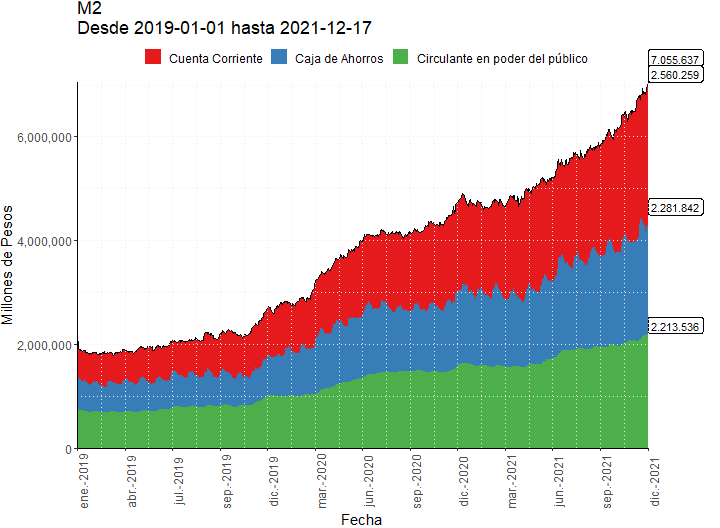 M2
Desde 2019-01-01 hasta 2021-12-17
Cuenta Corriente
Caja de Ahorros
Circulante en poder del público
7.055.637
2.560.259
2.281.842
2.213.536
Millones de Pesos
6,000,000
4,000,000
2,000,000
0
ene.-2019
abr.-2019
jul.-2019
sep.-2019
dic.-2019
mar.-2020
jun.-2020
sep.-2020
dic.-2020
mar.-2021
jun.-2021
sep.-2021
dic.-2021
Fecha